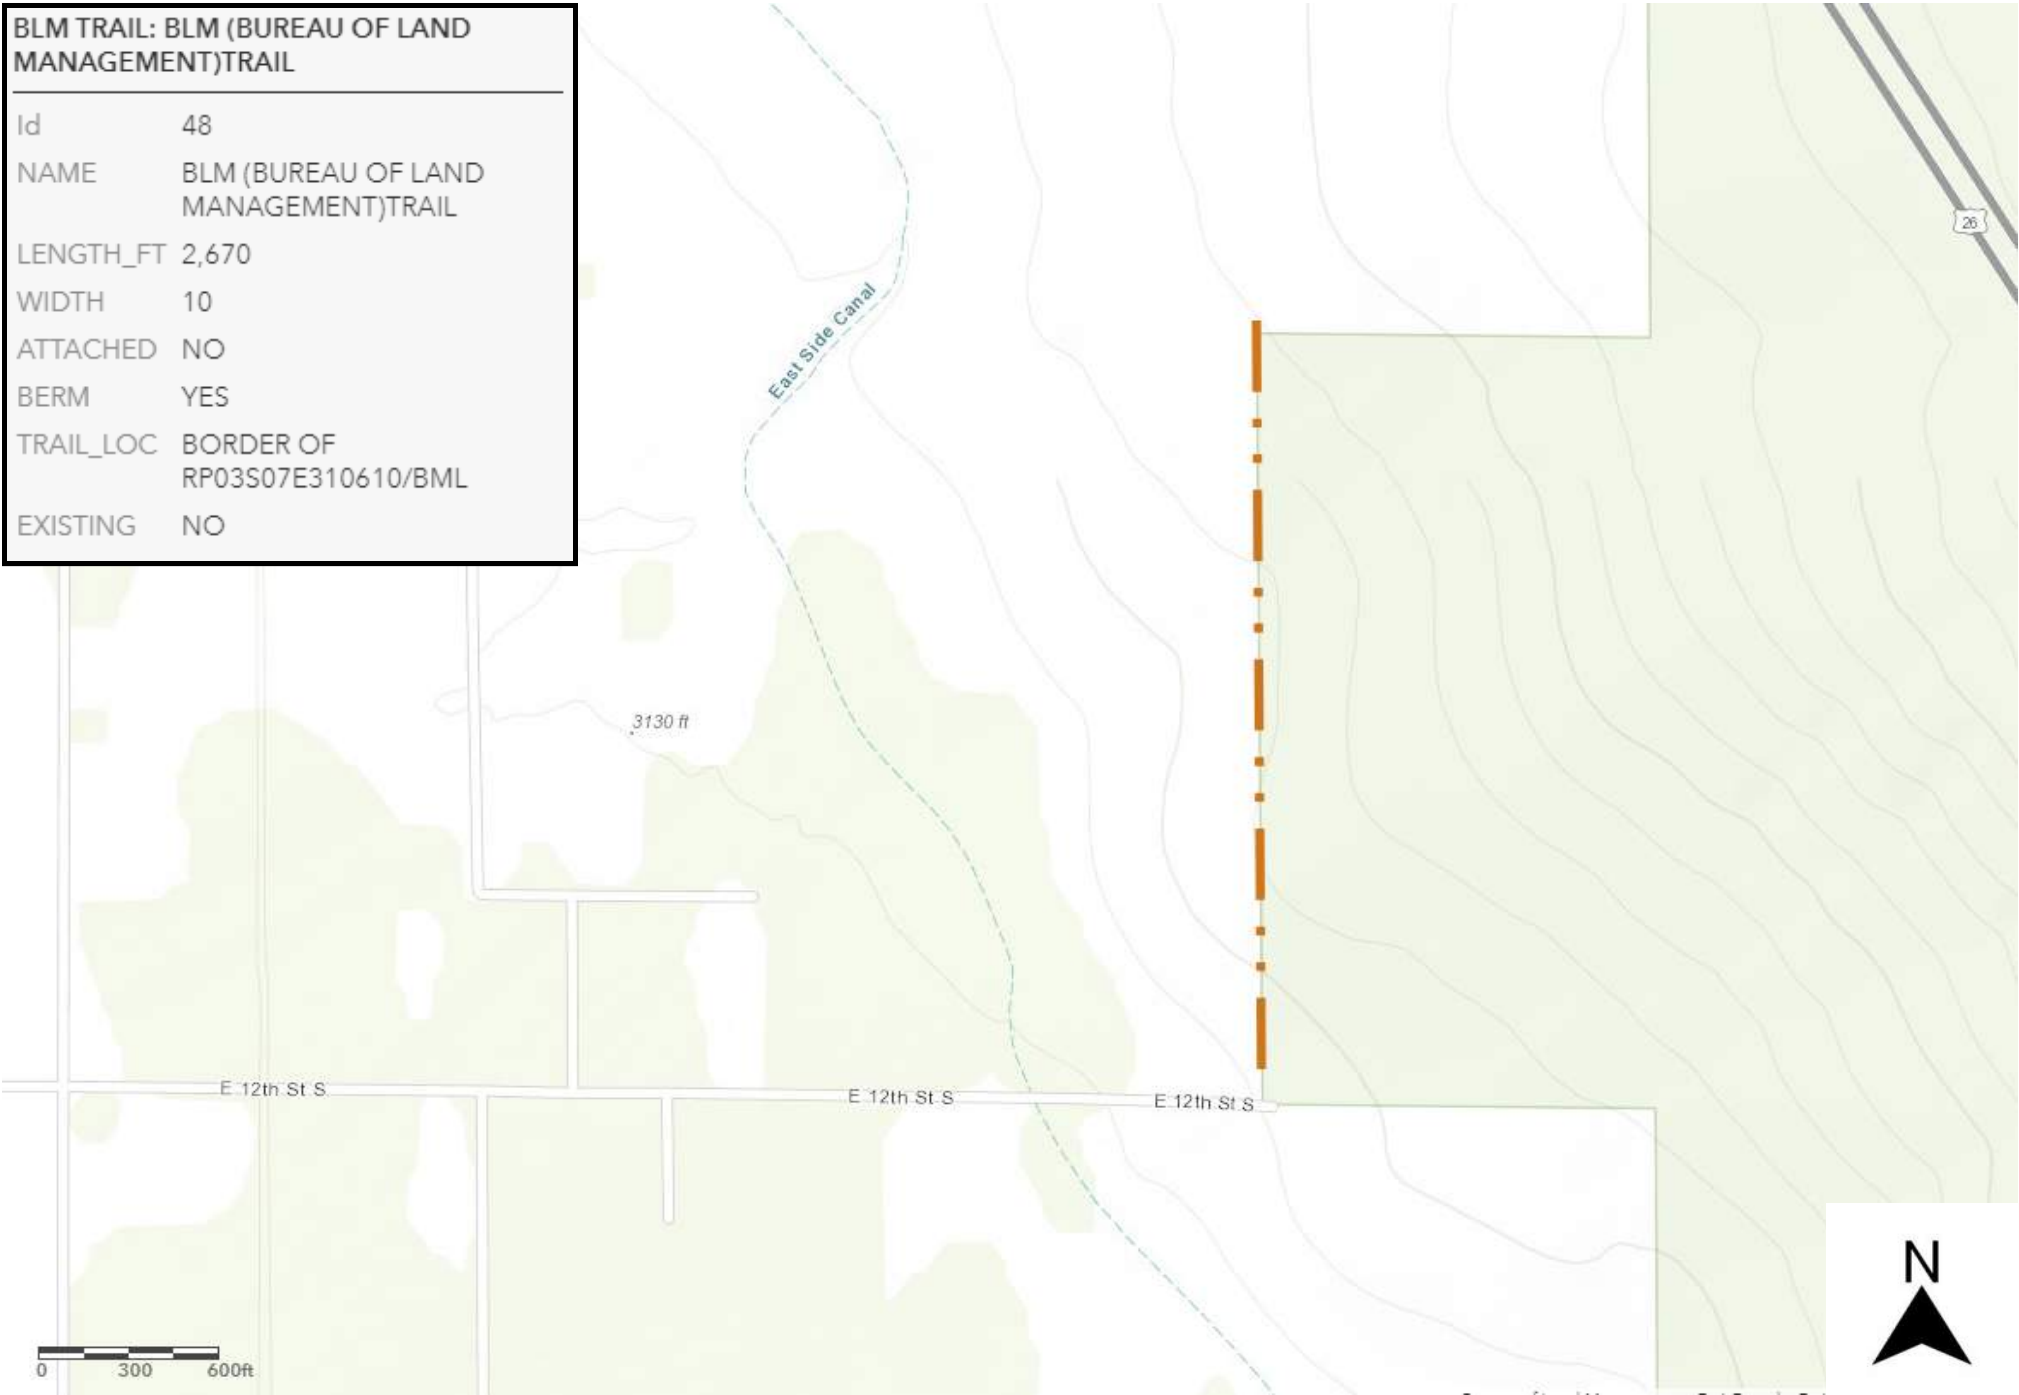 BLM TRAIL: BLM (BUREAU OF LAND
MANAGEMENT)TRAIL
Id 48
NAME BLM (BUREAU OF LAND
MANAGEMENT)TRAIL
LENGTH_FT 2,670
WIDTH 10
ATTACHED NO
BERM YES
TRAIL_LOC BORDER OF
RP03S07E310610/BML
EXISTING NO
26
East Side Canal
3130 ft
E 12th St S
E 12th St S
E 12th St S
N
0 300 600ft